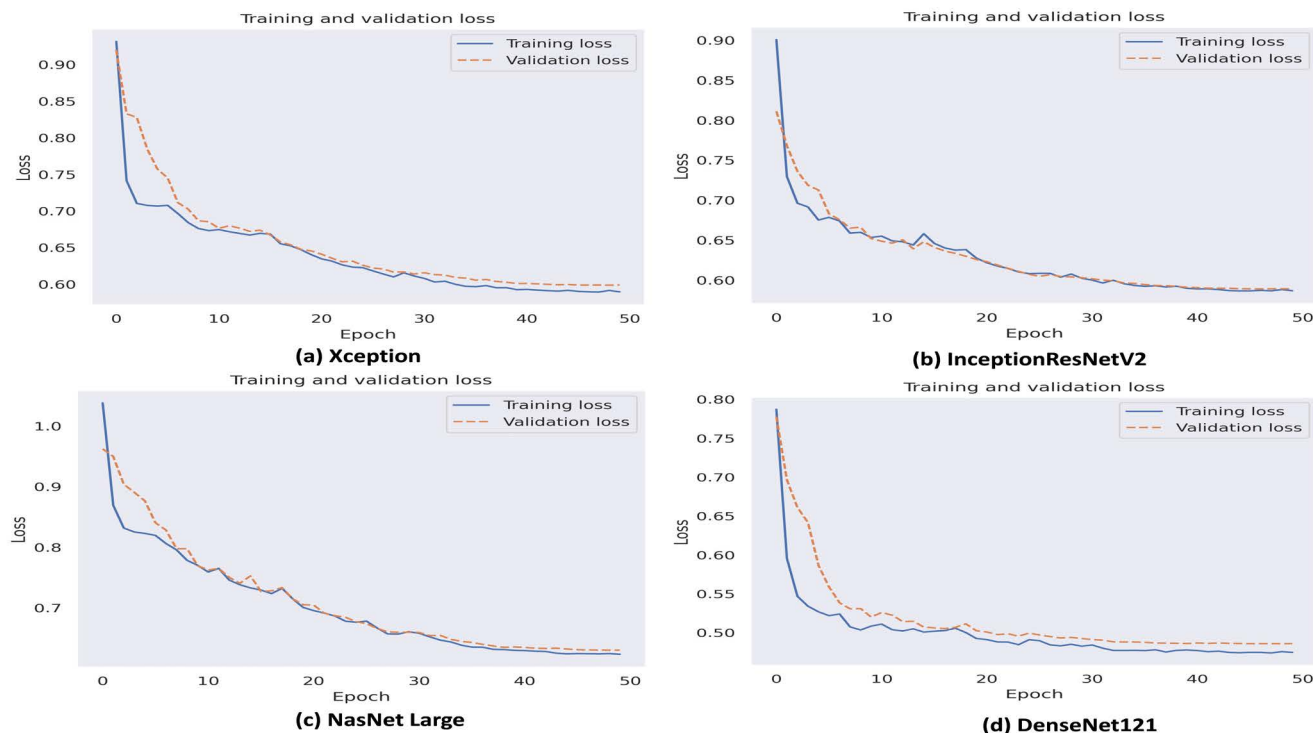 Training and validation loss
Training loss
Validation loss
0.90
0.85
0.80
0.75
0.70
0.65
0.60
Loss
0 10 20 30 40 50
Epoch
(a) Xception
Training and validation loss
Training loss
Validation loss
0.90
0.85
0.80
0.75
0.70
0.65
0.60
Loss
0 10 20 30 40 50
Epoch
(b) InceptionResNetV2
Training and validation loss
Training loss
Validation loss
1.0
0.9
0.8
0.7
Loss
0 10 20 30 40 50
Epoch
(c) NasNet Large
Training and validation loss
Training loss
Validation loss
0.80
0.75
0.70
0.65
0.60
0.55
0.50
Loss
0 10 20 30 40 50
Epoch
(d) DenseNet121